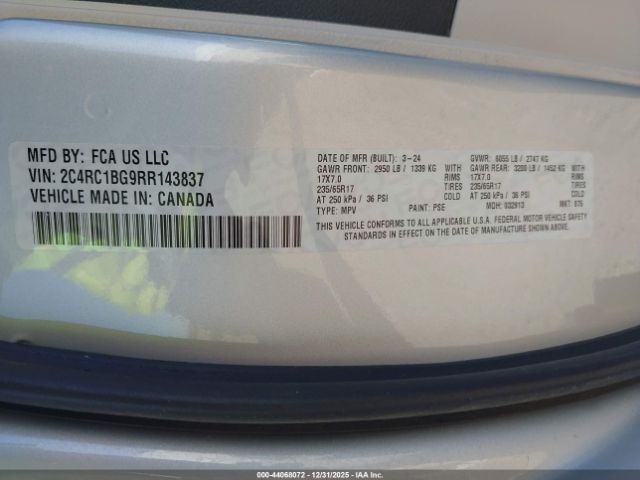 MFD BY: FCA US LLC
VIN: 2C4RC1BG9RR143837
VEHICLE MADE IN: CANADA
DATE OF MFR (BUILT): 3-24 GVWR: 6055 LB / 2747 KG
GAWR FRONT: 2950 LB / 1339 KG WITH GAWR REAR: 3200 LB / 1452 KG WITH
17X7.0 RIMS 17X7.0 RIMS
235/65R17 TIRES 235/65R17 TIRES
AT 250 kPa / 36 PSI COLD AT 250 kPa / 36 PSI COLD
TYPE: MPV PAINT: PSE MDH: 032913 MKT: 875
THIS VEHICLE CONFORMS TO ALL APPLICABLE U.S.A. FEDERAL MOTOR VEHICLE SAFETY
STANDARDS IN EFFECT ON THE DATE OF MANUFACTURE SHOWN ABOVE.
000-44068072 - 12/31/2025 - IAA Inc.